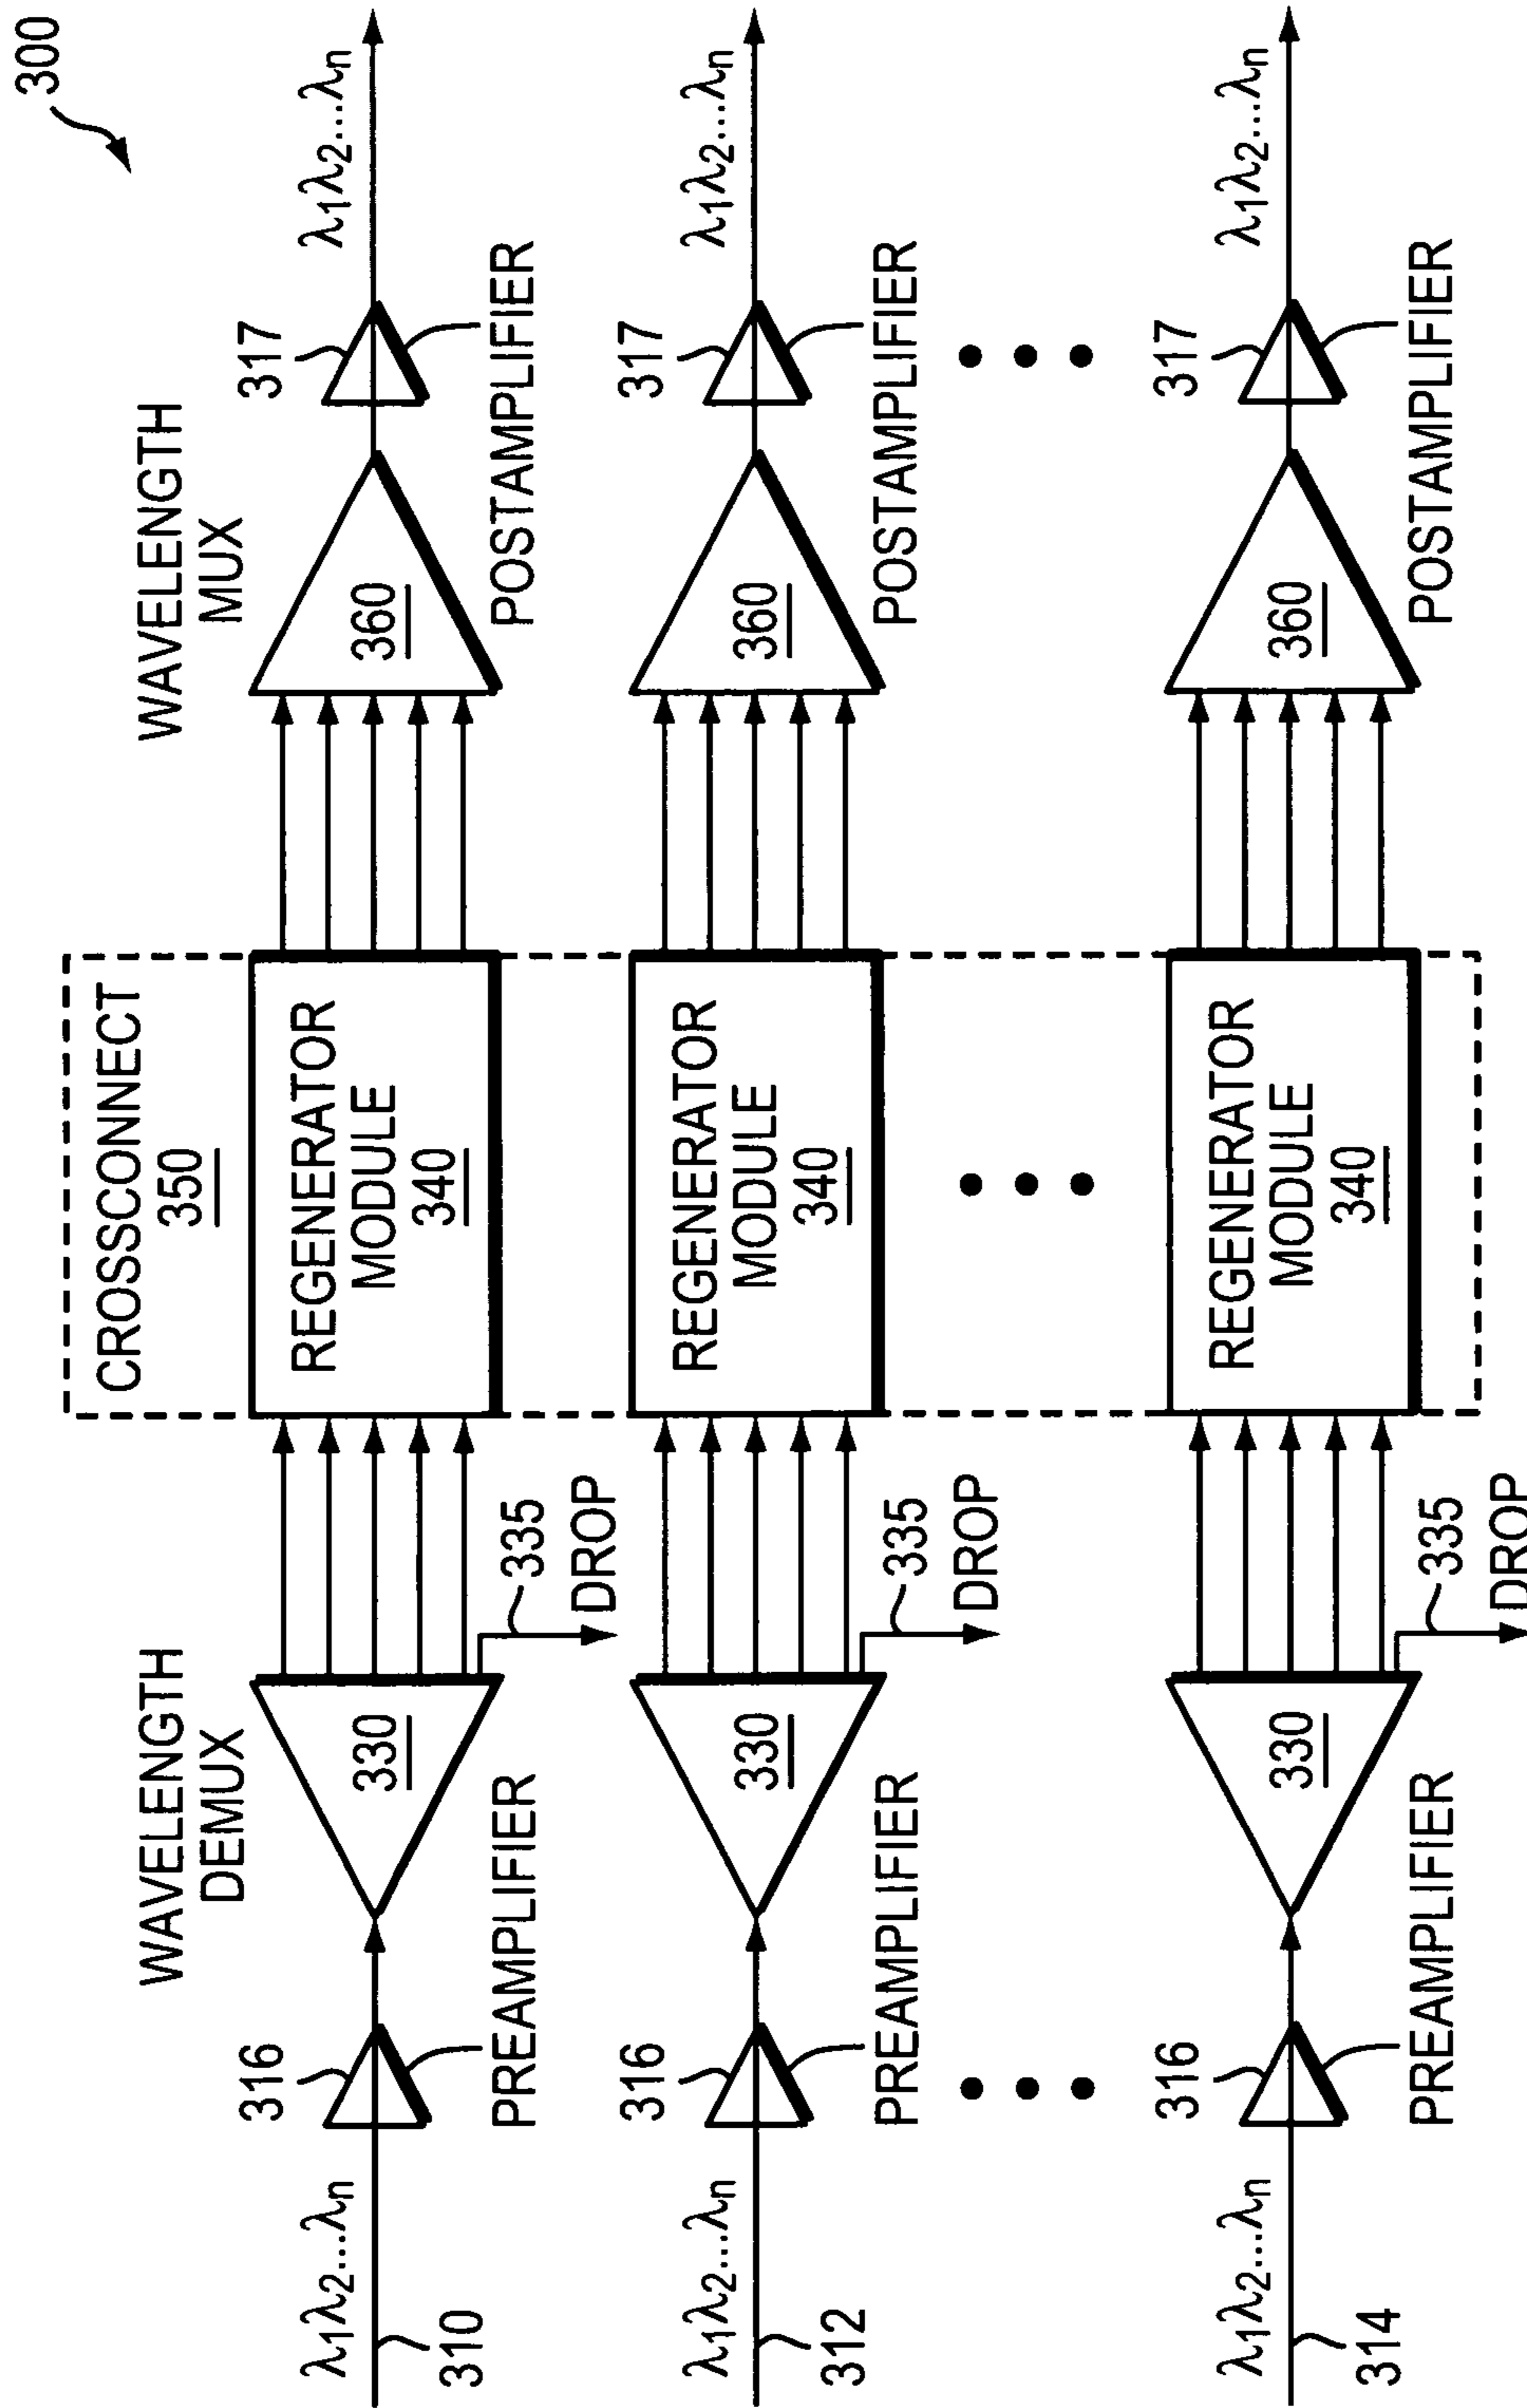 300
WAVELENGTH
DEMUX
CROSSCONNECT
350
WAVELENGTH
MUX
λ1λ2...λn
310
316
PREAMPLIFIER
330
335
DROP
REGENERATOR
MODULE
340
360
317
POSTAMPLIFIER
λ1λ2...λn
λ1λ2...λn
312
316
PREAMPLIFIER
330
335
DROP
REGENERATOR
MODULE
340
360
317
POSTAMPLIFIER
λ1λ2...λn
λ1λ2...λn
314
316
PREAMPLIFIER
330
335
DROP
REGENERATOR
MODULE
340
360
317
POSTAMPLIFIER
λ1λ2...λn